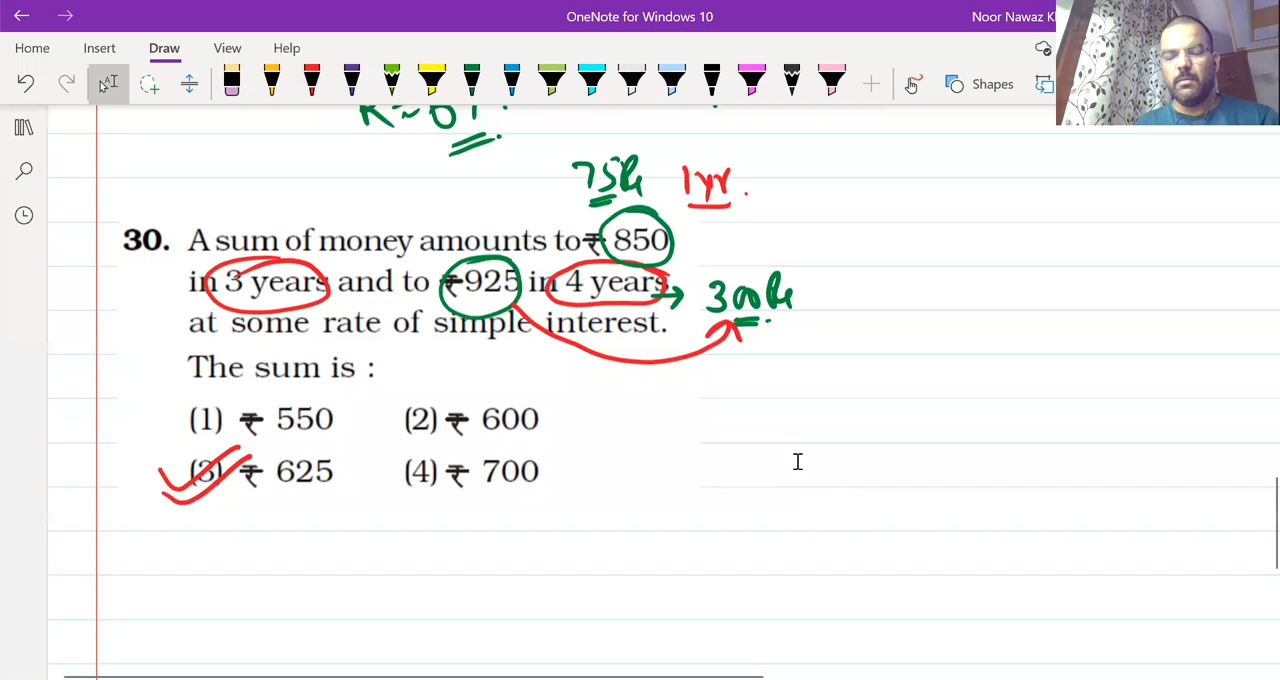 OneNote for Windows 10
Noor Nawaz
Home Insert Draw View Help
Shapes
75Rs 1yr.
30. A sum of money amounts to ₹ 850
in 3 years and to ₹ 925 in 4 years → 300Rs
at some rate of simple interest.
The sum is :
(1) ₹ 550 (2) ₹ 600
(3) ₹ 625 (4) ₹ 700